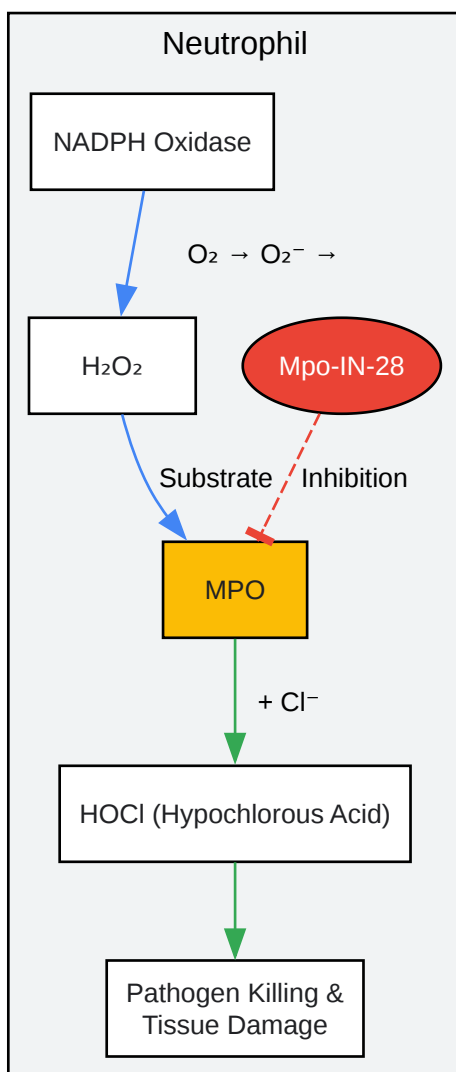 Neutrophil
NADPH Oxidase
O₂ → O₂⁻ →
H₂O₂
Mpo-IN-28
Substrate
Inhibition
MPO
+ Cl⁻
HOCl (Hypochlorous Acid)
Pathogen Killing &
Tissue Damage